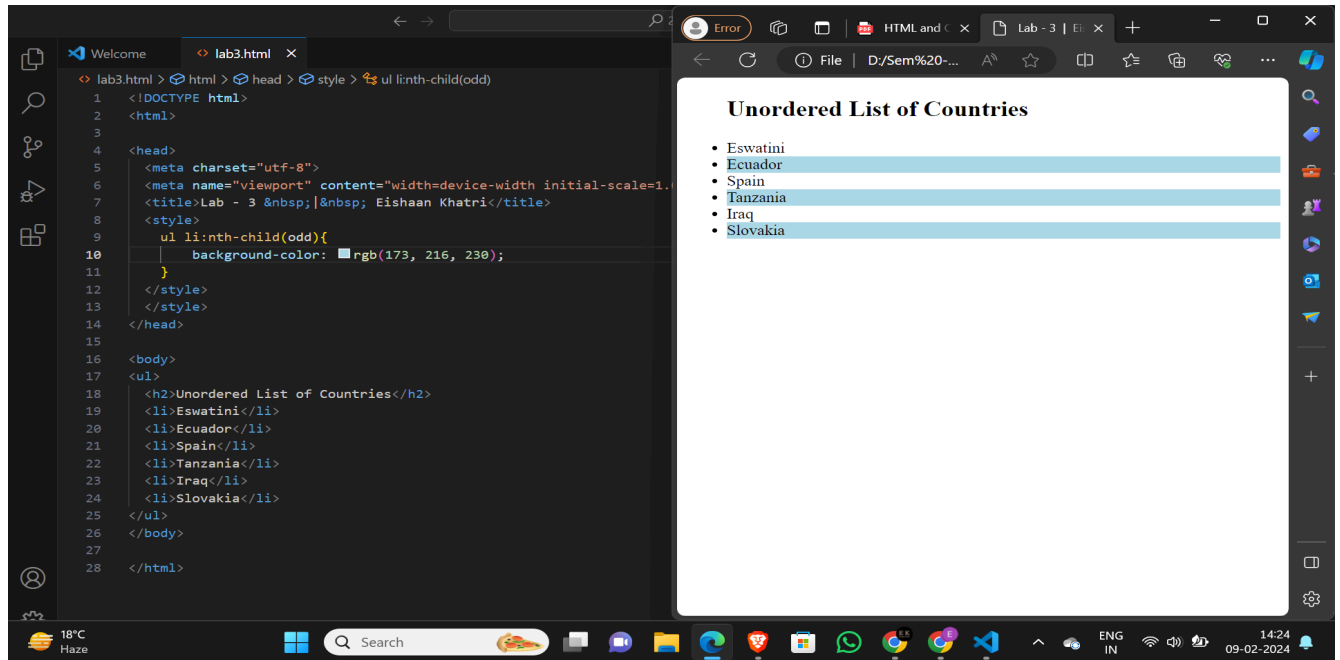 Error
HTML and C
Lab - 3 | Eis
Welcome
lab3.html
File
D:/Sem%20-...
lab3.html > html > head > style > ul li:nth-child(odd)
1 <!DOCTYPE html>
2 <html>
3
4 <head>
5 <meta charset="utf-8">
6 <meta name="viewport" content="width=device-width initial-scale=1.
7 <title>Lab - 3 &nbsp;|&nbsp; Eishaan Khatri</title>
8 <style>
9 ul li:nth-child(odd){
10 background-color: rgb(173, 216, 230);
11 }
12 </style>
13 </style>
14 </head>
15
16 <body>
17 <ul>
18 <h2>Unordered List of Countries</h2>
19 <li>Eswatini</li>
20 <li>Ecuador</li>
21 <li>Spain</li>
22 <li>Tanzania</li>
23 <li>Iraq</li>
24 <li>Slovakia</li>
25 </ul>
26 </body>
27
28 </html>
Unordered List of Countries
• Eswatini
• Ecuador
• Spain
• Tanzania
• Iraq
• Slovakia
18°C
Haze
Search
ENG
IN
14:24
09-02-2024